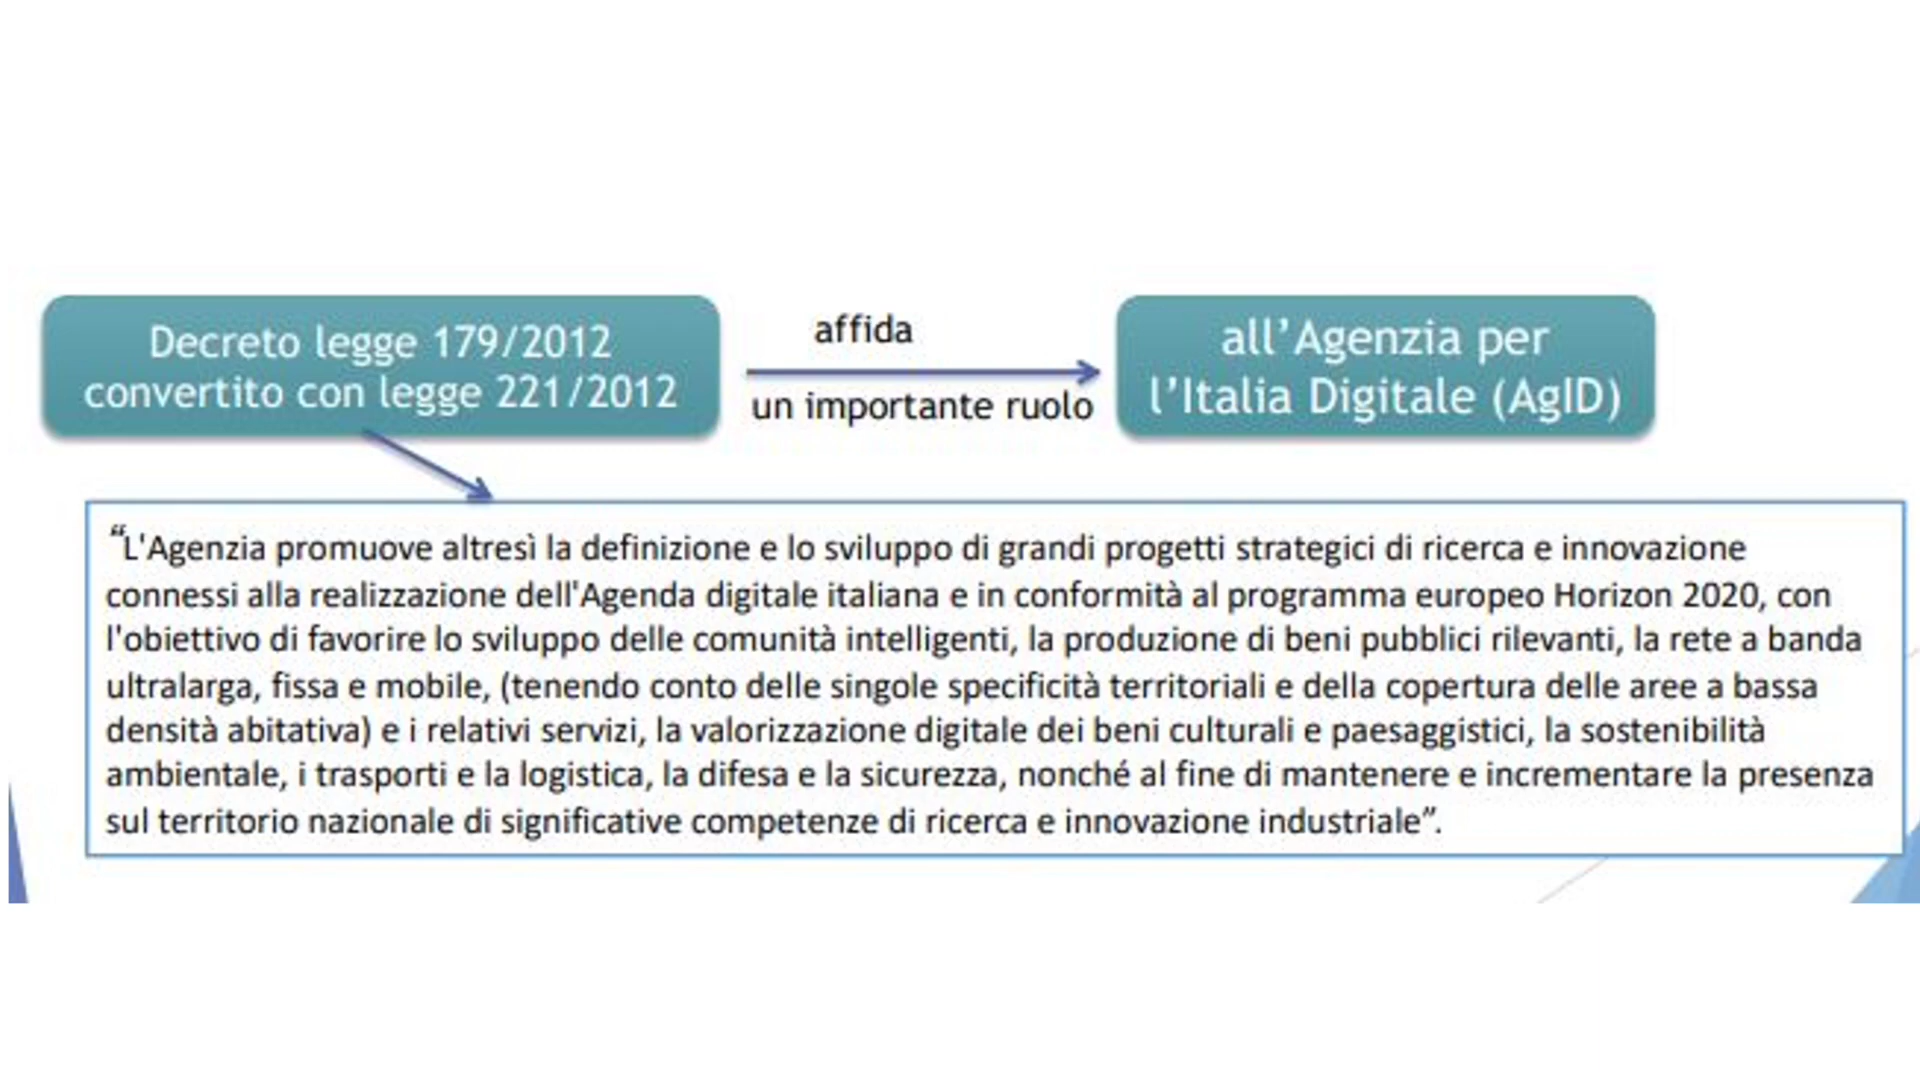 Decreto legge 179/2012
convertito con legge 221/2012
affida
un importante ruolo
all’Agenzia per
l’Italia Digitale (AgID)
“L'Agenzia promuove altresì la definizione e lo sviluppo di grandi progetti strategici di ricerca e innovazione
connessi alla realizzazione dell'Agenda digitale italiana e in conformità al programma europeo Horizon 2020, con
l'obiettivo di favorire lo sviluppo delle comunità intelligenti, la produzione di beni pubblici rilevanti, la rete a banda
ultralarga, fissa e mobile, (tenendo conto delle singole specificità territoriali e della copertura delle aree a bassa
densità abitativa) e i relativi servizi, la valorizzazione digitale dei beni culturali e paesaggistici, la sostenibilità
ambientale, i trasporti e la logistica, la difesa e la sicurezza, nonché al fine di mantenere e incrementare la presenza
sul territorio nazionale di significative competenze di ricerca e innovazione industriale”.